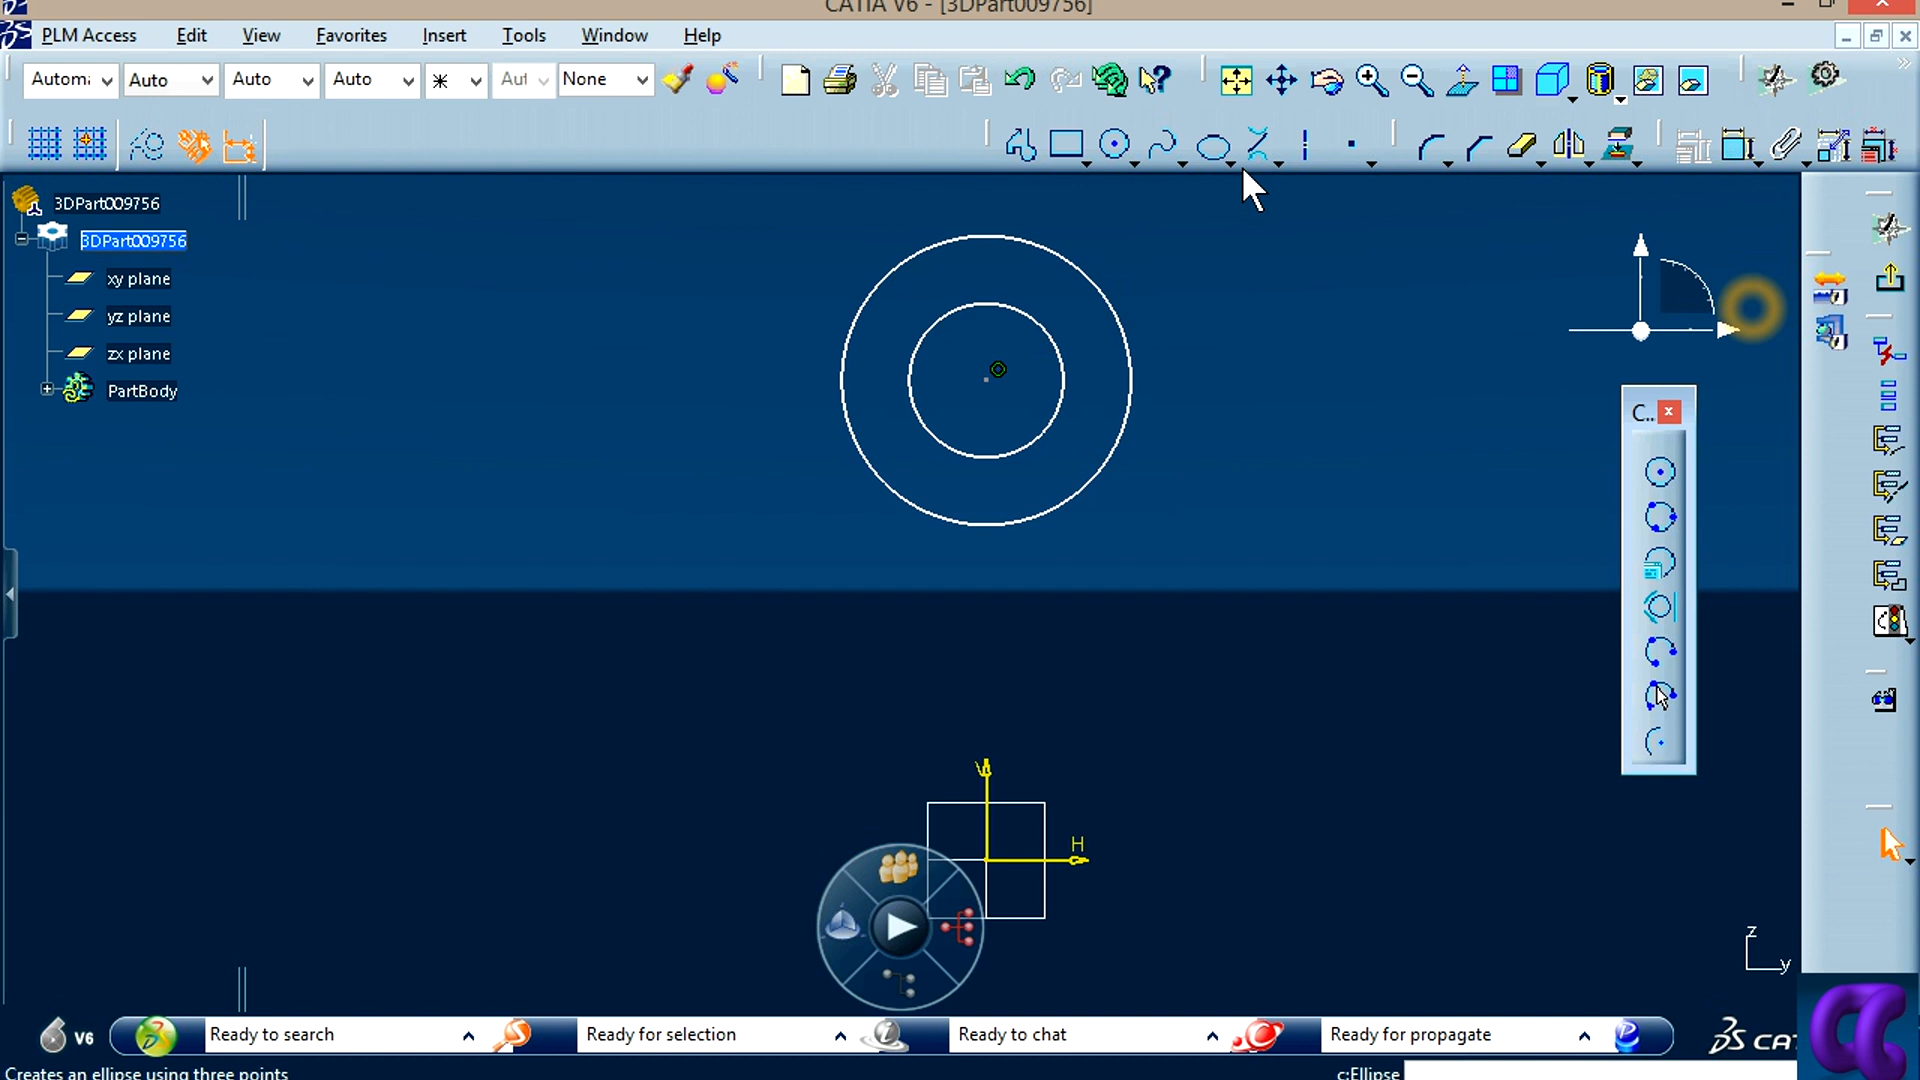 CATIA V6 - [3DPart009756]
PLM Access Edit View Favorites Insert Tools Window Help
Auto Auto Auto Aut None
3DPart009756
3DPart009756
xy plane
yz plane
zx plane
PartBody
C..
V
H
z
y
V6 Ready to search Ready for selection Ready to chat Ready for propagate CA
Creates an ellipse using three points c:Ellipse